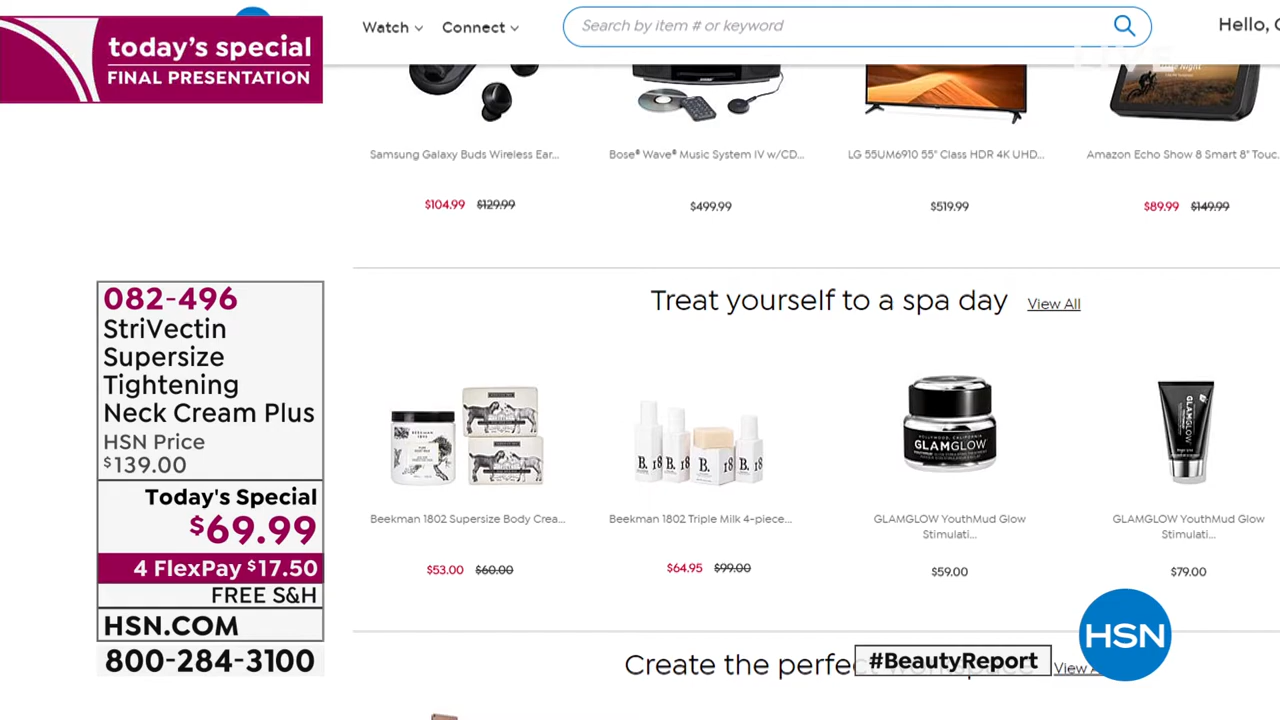 today's special
FINAL PRESENTATION
Watch
Connect
Search by item # or keyword
Hello,
Samsung Galaxy Buds Wireless Ear...
Bose® Wave® Music System IV w/CD...
LG 55UM6910 55" Class HDR 4K UHD...
Amazon Echo Show 8 Smart 8" Touc...
$104.99 $129.99
$499.99
$519.99
$89.99 $149.99
082-496
StriVectin
Supersize
Tightening
Neck Cream Plus
HSN Price
$139.00
Today's Special
$69.99
4 FlexPay $17.50
FREE S&H
HSN.COM
800-284-3100
Treat yourself to a spa day View All
GLAMGLOW
GLAMGLOW
Beekman 1802 Supersize Body Crea...
Beekman 1802 Triple Milk 4-piece...
GLAMGLOW YouthMud Glow
Stimulati...
GLAMGLOW YouthMud Glow
Stimulati...
$53.00 $60.00
$64.95 $99.00
$59.00
$79.00
HSN
Create the perfect workspace View
#BeautyReport